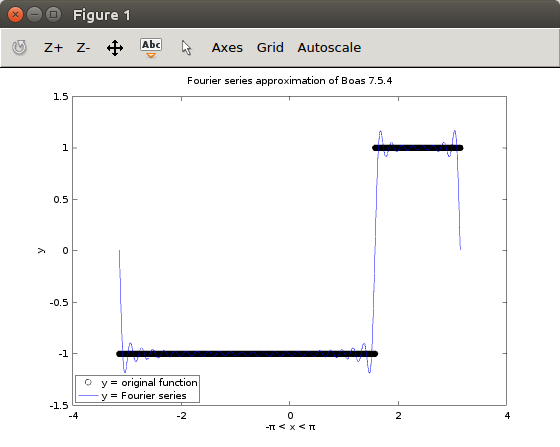 Figure 1
Z+ Z- Abc Axes Grid Autoscale
Fourier series approximation of Boas 7.5.4
1.5
1
0.5
0
-0.5
-1
-1.5
y
y = original function
y = Fourier series
-4 -2 0 2 4
-π ≤ x ≤ π